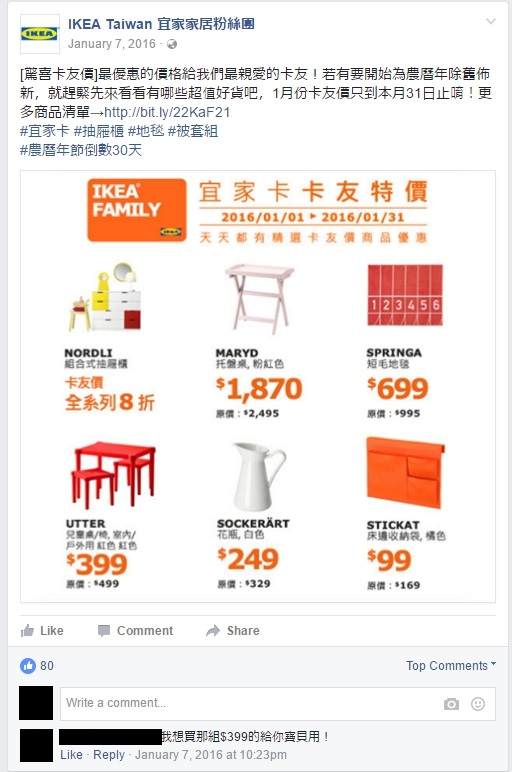 IKEA
IKEA Taiwan 宜家家居粉絲團
January 7, 2016
[驚喜卡友價]最優惠的價格給我們最親愛的卡友！若有要開始為農曆年除舊佈
新，就趕緊先來看看有哪些超值好貨吧，1月份卡友價只到本月31日止唷！更
多商品清單→http://bit.ly/22KaF21
#宜家卡 #抽屜櫃 #地毯 #被套組
#農曆年節倒數30天
IKEA
FAMILY
IKEA
宜家卡卡友特價
2016/01/01 ▸ 2016/01/31
天天都有精選卡友價商品優惠
NORDLI
組合式抽屜櫃
卡友價
全系列8折
MARYD
托盤桌, 粉紅色
$1,870
原價：$2,495
1 2 3 4 5 6
SPRINGA
短毛地毯
$699
原價：$995
UTTER
兒童桌/椅, 室內/
戶外用 紅色 紅色
$399
原價：$499
SOCKERÄRT
花瓶, 白色
$249
原價：$329
STICKAT
床邊收納袋, 橘色
$99
原價：$169
Like Comment Share
80 Top Comments
Write a comment...
我想買那組$399的給你寶貝用！
Like · Reply · January 7, 2016 at 10:23pm